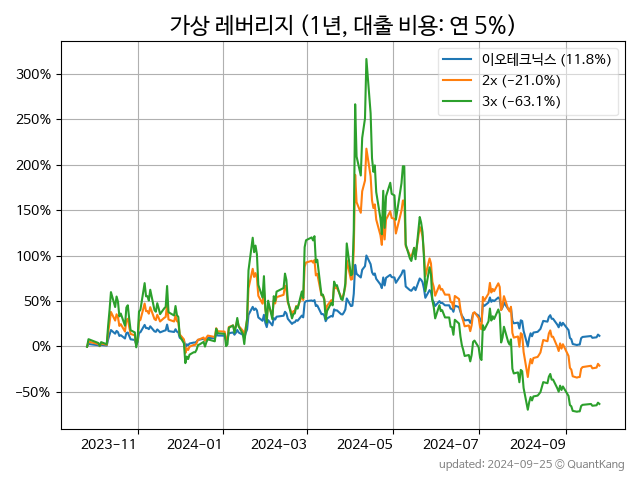 가상 레버리지 (1년, 대출 비용: 연 5%)
이오테크닉스 (11.8%)
2x (−21.0%)
3x (−63.1%)
300%
250%
200%
150%
100%
50%
0%
−50%
2023-11
2024-01
2024-03
2024-05
2024-07
2024-09
updated: 2024-09-25 © QuantKang